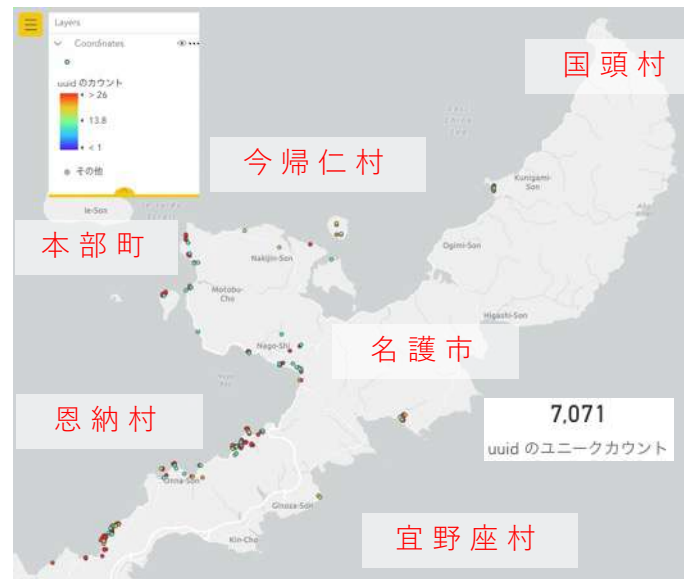 Layers
Coordinates
uuid のカウント
> 26
13.8
< 1
その他
国頭村
今帰仁村
Kunigami-
Son
Ie-Son
本部町
Nakijin-Son
Ogimi-Son
Motobu-
Cho
Higashi-Son
Nago-Shi
名護市
恩納村
7,071
uuid のユニークカウント
Onna-Son
Ginoza-Son
Kin-Cho
宜野座村